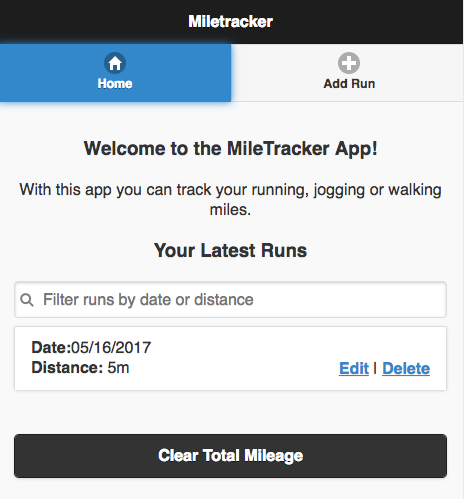 Miletracker
Home
Add Run
Welcome to the MileTracker App!
With this app you can track your running, jogging or walking
miles.
Your Latest Runs
Filter runs by date or distance
Date:05/16/2017
Distance: 5m
Edit | Delete
Clear Total Mileage